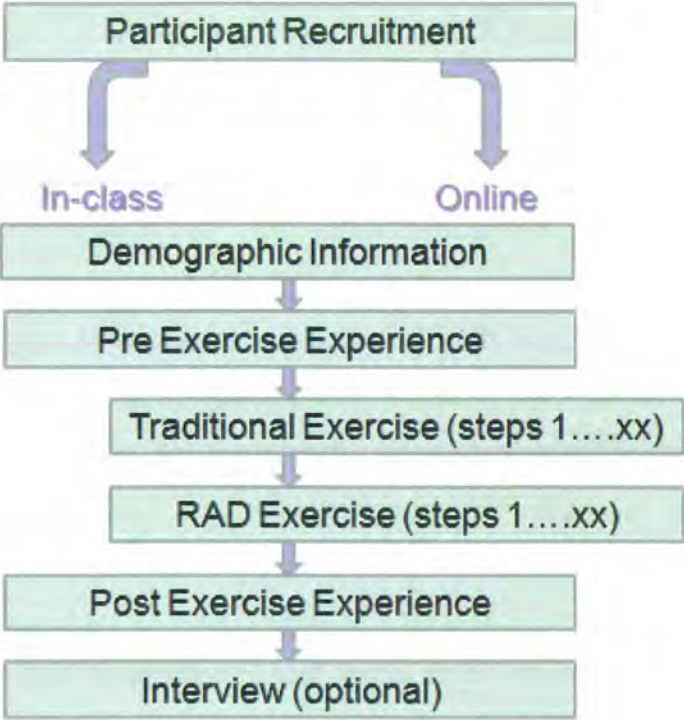 Participant Recruitment
In-class
Online
Demographic Information
Pre Exercise Experience
Traditional Exercise (steps 1....xx)
RAD Exercise (steps 1....xx)
Post Exercise Experience
Interview (optional)